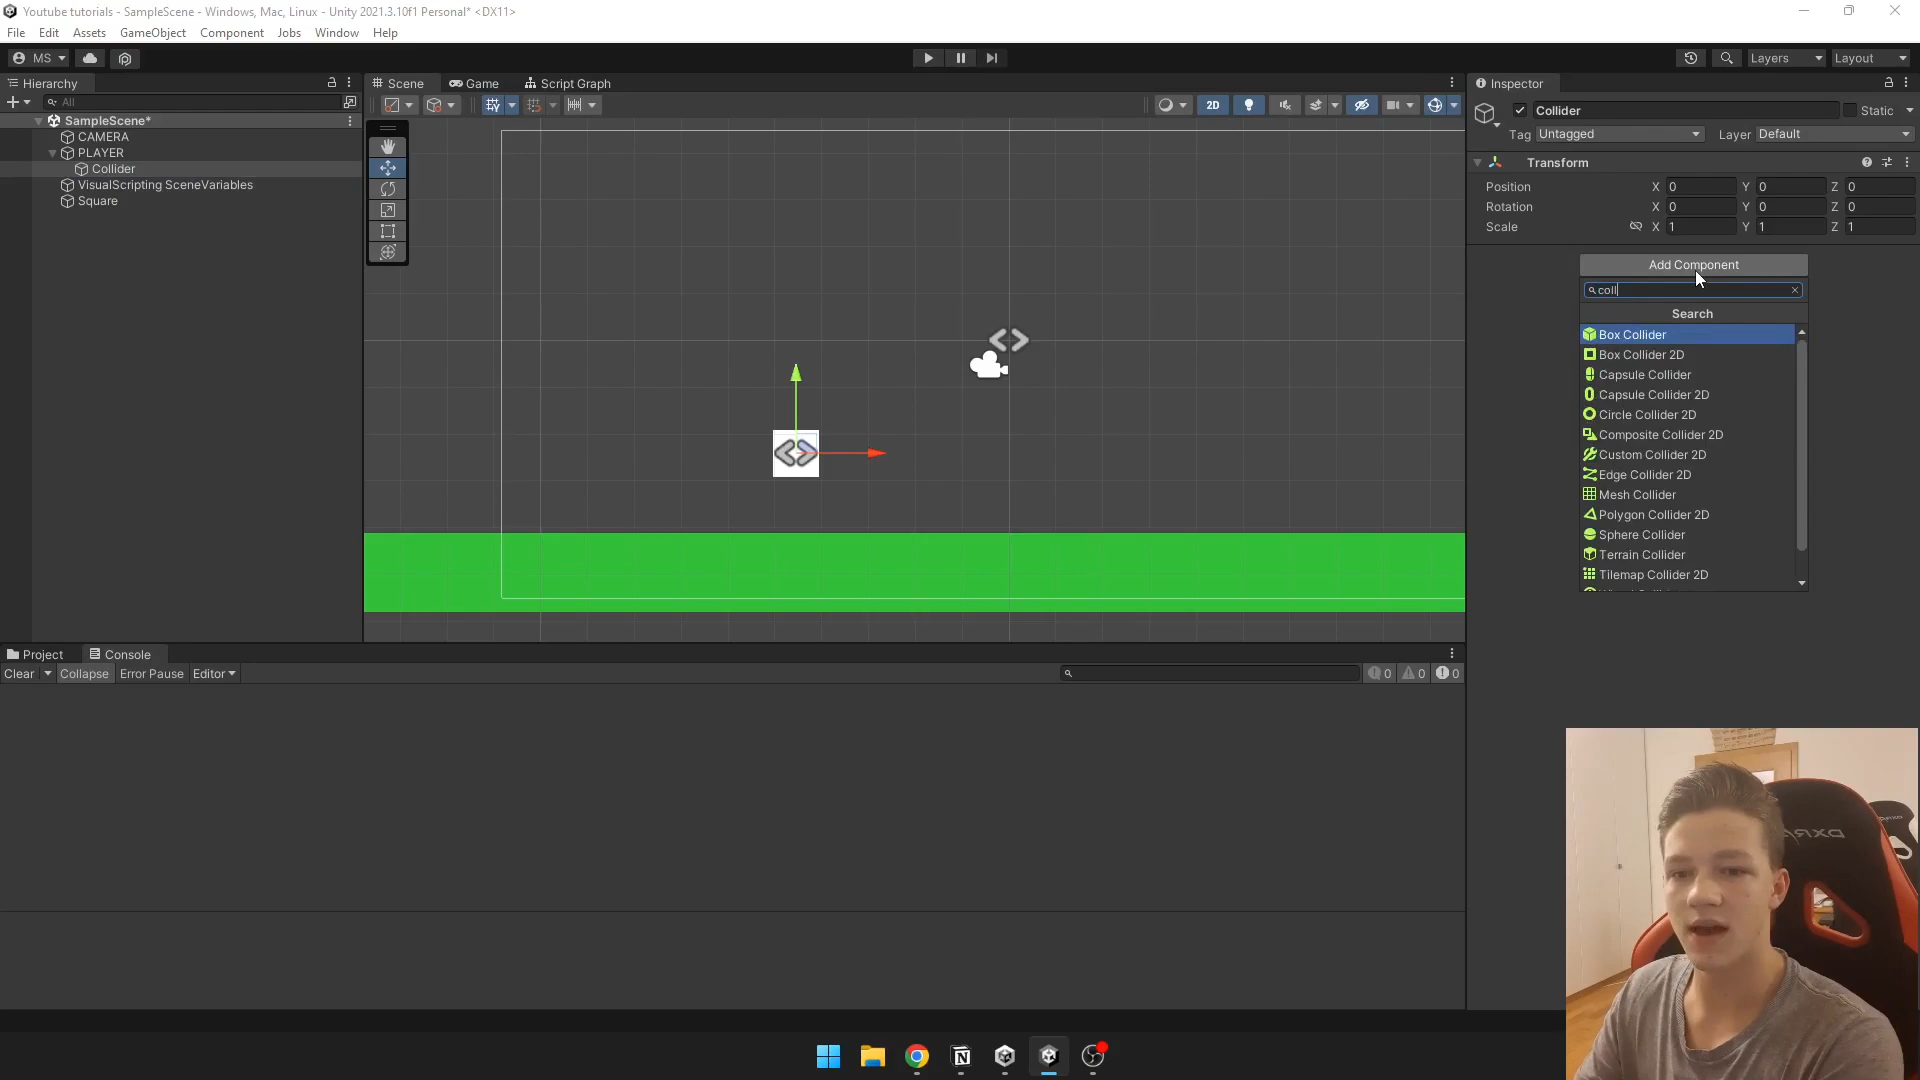 Youtube tutorials - SampleScene - Windows, Mac, Linux - Unity 2021.3.10f1 Personal* <DX11>
File Edit Assets GameObject Component Jobs Window Help
MS
Layers Layout
Hierarchy
Scene Game Script Graph
Inspector
All
2D
Collider Static
SampleScene*
CAMERA
Tag Untagged Layer Default
PLAYER
Transform
Collider
VisualScripting SceneVariables
Position X 0 Y 0 Z 0
Square
Rotation X 0 Y 0 Z 0
Scale X 1 Y 1 Z 1
Add Component
coll
Search
Box Collider
Box Collider 2D
Capsule Collider
Capsule Collider 2D
Circle Collider 2D
Composite Collider 2D
Custom Collider 2D
Edge Collider 2D
Mesh Collider
Polygon Collider 2D
Sphere Collider
Terrain Collider
Tilemap Collider 2D
Project Console
Clear Collapse Error Pause Editor
0 0 0
DXRA